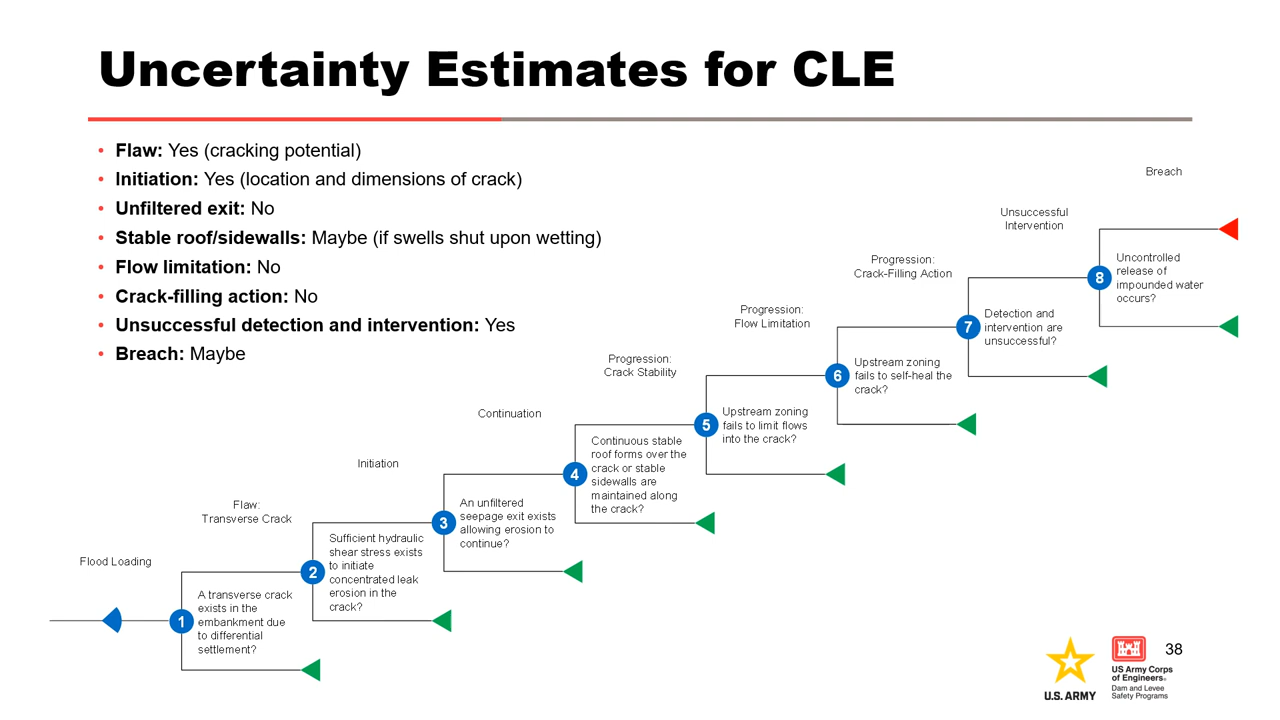 Uncertainty Estimates for CLE
• Flaw: Yes (cracking potential)
• Initiation: Yes (location and dimensions of crack)
• Unfiltered exit: No
• Stable roof/sidewalls: Maybe (if swells shut upon wetting)
• Flow limitation: No
• Crack-filling action: No
• Unsuccessful detection and intervention: Yes
• Breach: Maybe
Flood Loading
1
A transverse crack
exists in the
embankment due
to differential
settlement?
Flaw:
Transverse Crack
2
Sufficient hydraulic
shear stress exists
to initiate
concentrated leak
erosion in the
crack?
Initiation
3
An unfiltered
seepage exit exists
allowing erosion to
continue?
Continuation
4
Continuous stable
roof forms over the
crack or stable
sidewalls are
maintained along
the crack?
Progression:
Crack Stability
5
Upstream zoning
fails to limit flows
into the crack?
Progression:
Flow Limitation
6
Upstream zoning
fails to self-heal the
crack?
Progression:
Crack-Filling Action
7
Detection and
intervention are
unsuccessful?
Unsuccessful
Intervention
8
Uncontrolled
release of
impounded water
occurs?
Breach
U.S. ARMY
US Army Corps
of Engineers®
Dam and Levee
Safety Programs
38